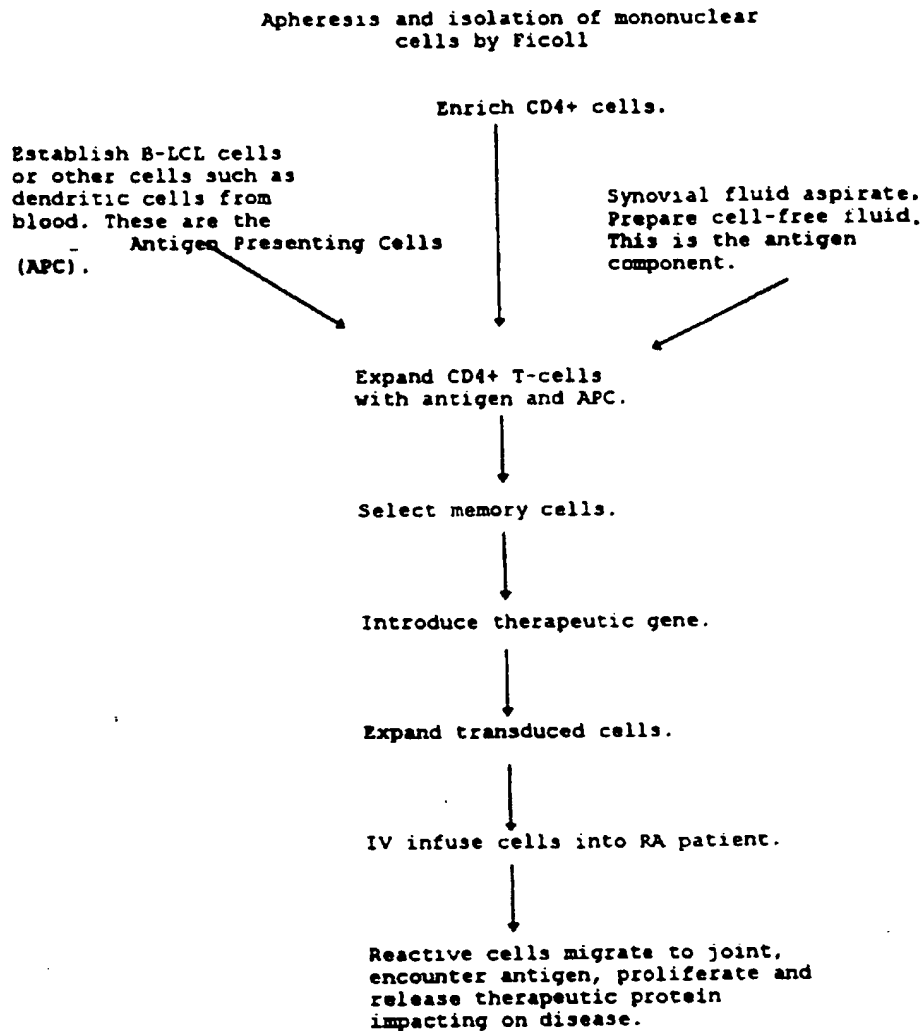 Apheresis and isolation of mononuclear
cells by Ficoll
Enrich CD4+ cells.
Establish B-LCL cells
or other cells such as
dendritic cells from
blood. These are the
Antigen Presenting Cells
(APC).
Synovial fluid aspirate.
Prepare cell-free fluid.
This is the antigen
component.
Expand CD4+ T-cells
with antigen and APC.
Select memory cells.
Introduce therapeutic gene.
Expand transduced cells.
IV infuse cells into RA patient.
Reactive cells migrate to joint,
encounter antigen, proliferate and
release therapeutic protein
impacting on disease.